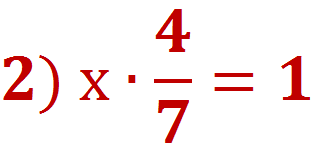 2) x · 4/7 = 1